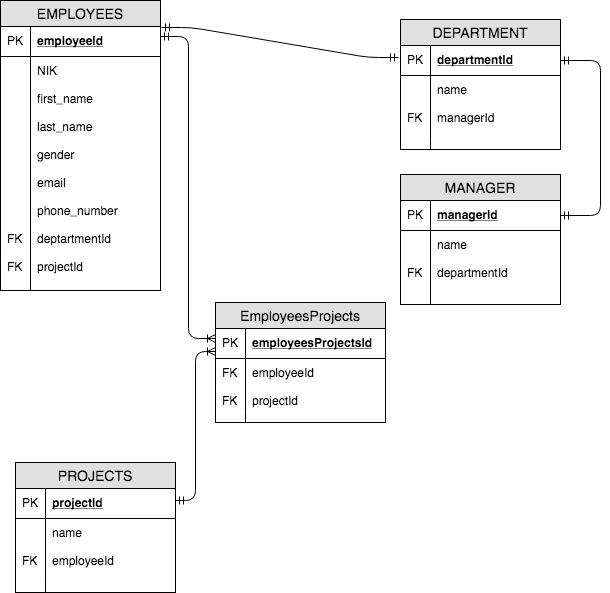 EMPLOYEES
PK employeeId
NIK
first_name
last_name
gender
email
phone_number
FK deptartmentId
FK projectId
DEPARTMENT
PK departmentId
name
FK managerId
MANAGER
PK managerId
name
FK departmentId
EmployeesProjects
PK employeesProjectsId
FK employeeId
FK projectId
PROJECTS
PK projectId
name
FK employeeId